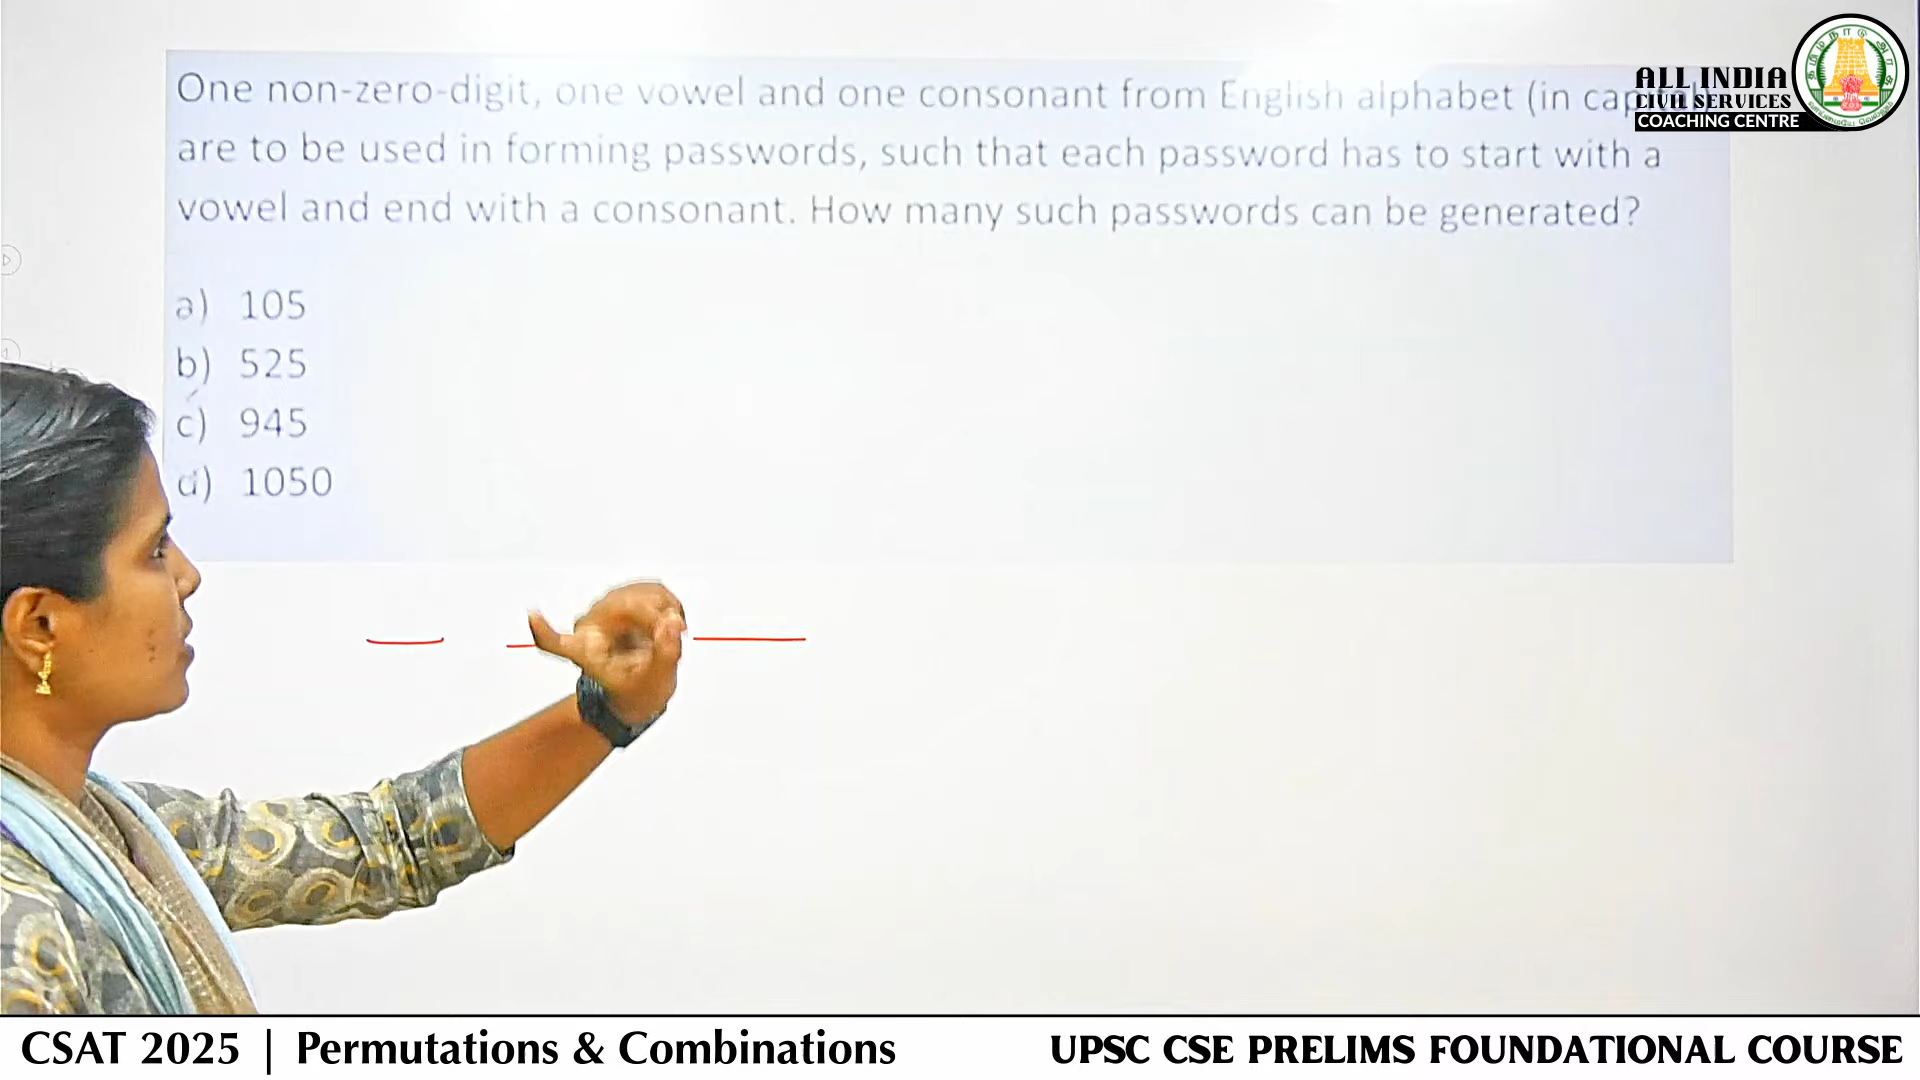 One non-zero-digit, one vowel and one consonant from English alphabet (in capital)
are to be used in forming passwords, such that each password has to start with a
vowel and end with a consonant. How many such passwords can be generated?
a) 105
b) 525
c) 945
d) 1050
ALL INDIA
CIVIL SERVICES
COACHING CENTRE
CSAT 2025 | Permutations & Combinations
UPSC CSE PRELIMS FOUNDATIONAL COURSE